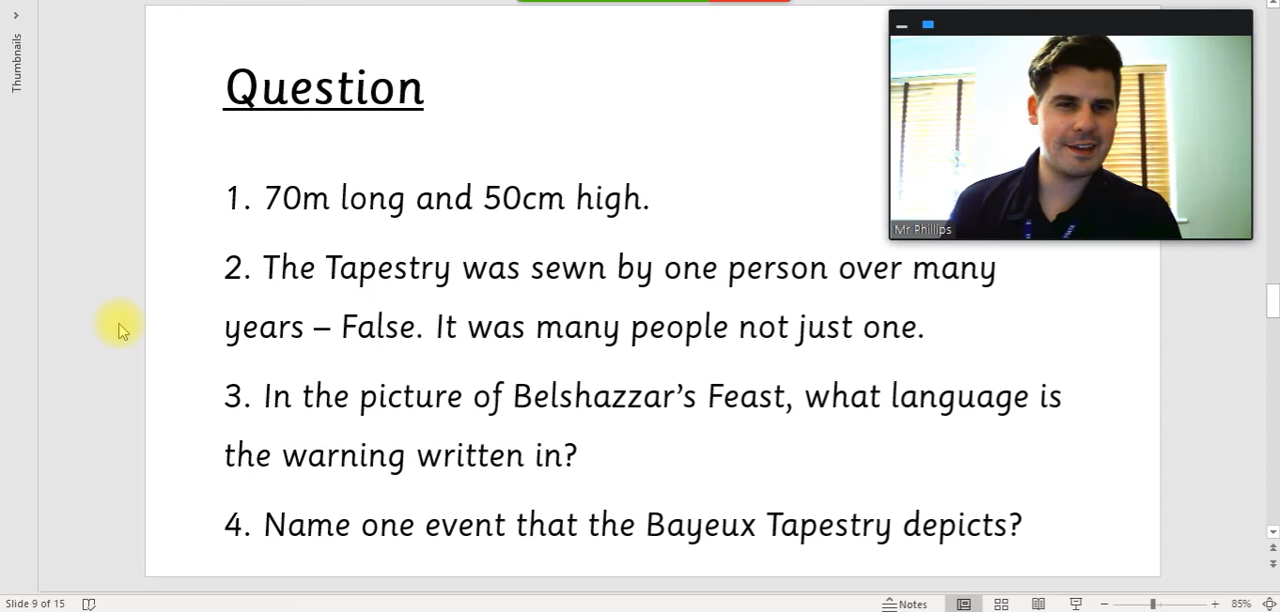 Thumbnails
Question
1. 70m long and 50cm high.
2. The Tapestry was sewn by one person over many
years – False. It was many people not just one.
3. In the picture of Belshazzar’s Feast, what language is
the warning written in?
4. Name one event that the Bayeux Tapestry depicts?
Mr Phillips
Slide 9 of 15
Notes
85%